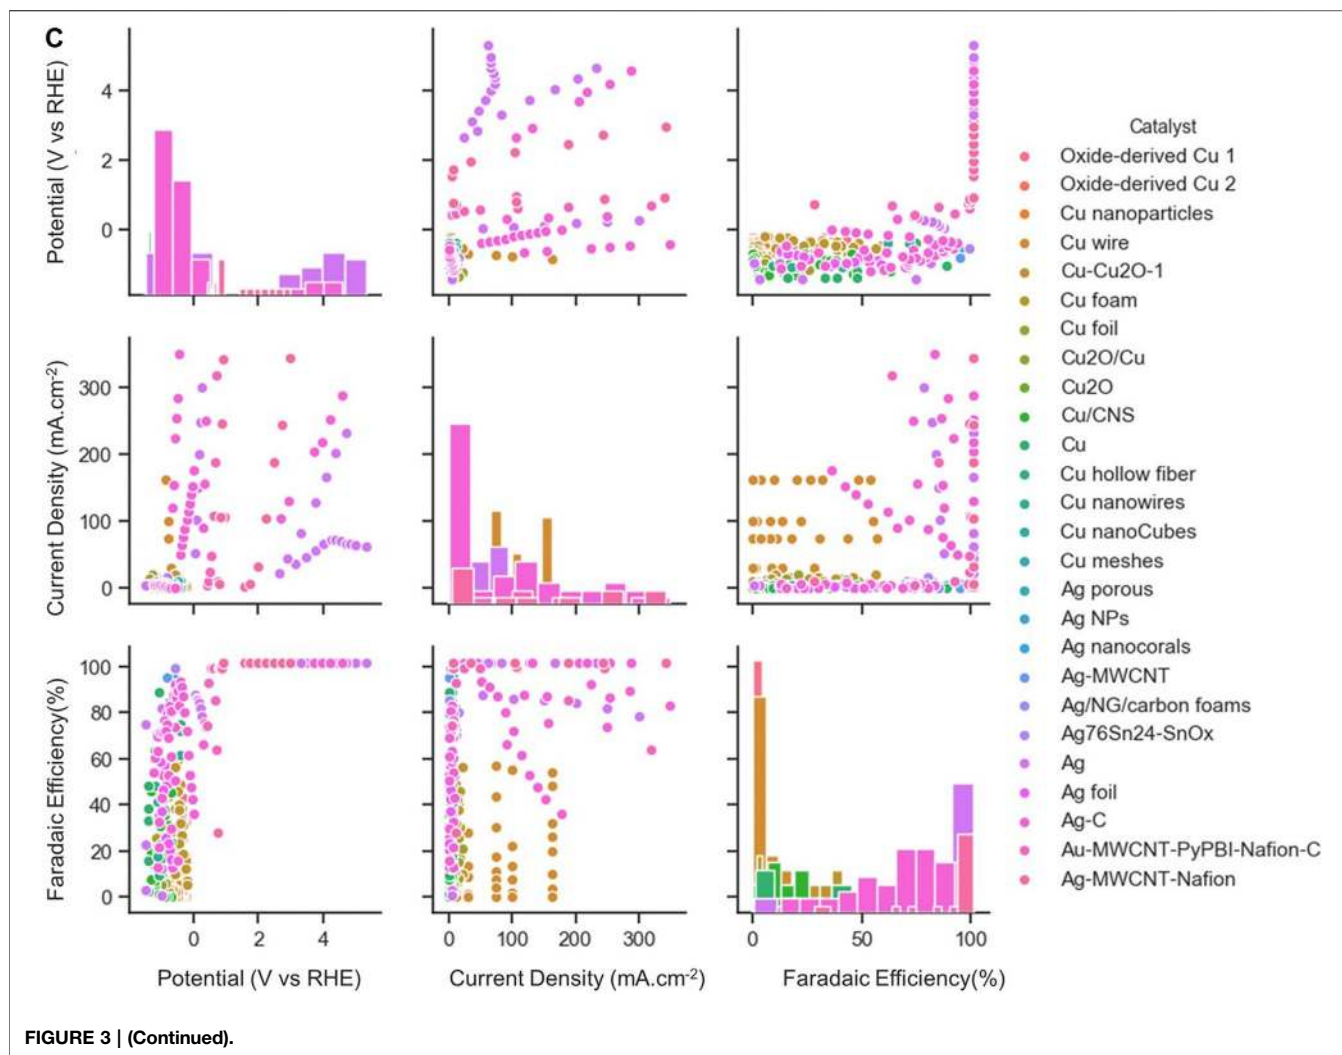 C
Potential (V vs RHE)
4
2
0
Current Density (mA.cm-2)
300
200
100
0
Faradaic Efficiency(%)
100
80
60
40
20
0
0 2 4
0 100 200 300
0 50 100
Potential (V vs RHE)
Current Density (mA.cm-2)
Faradaic Efficiency(%)
Catalyst
Oxide-derived Cu 1
Oxide-derived Cu 2
Cu nanoparticles
Cu wire
Cu-Cu2O-1
Cu foam
Cu foil
Cu2O/Cu
Cu2O
Cu/CNS
Cu
Cu hollow fiber
Cu nanowires
Cu nanoCubes
Cu meshes
Ag porous
Ag NPs
Ag nanocorals
Ag-MWCNT
Ag/NG/carbon foams
Ag76Sn24-SnOx
Ag
Ag foil
Ag-C
Au-MWCNT-PyPBI-Nafion-C
Ag-MWCNT-Nafion
FIGURE 3 | (Continued).